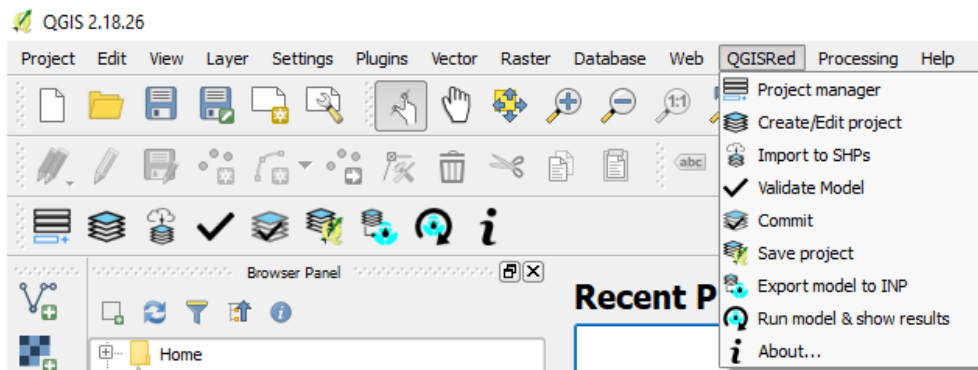 QGIS 2.18.26
Project Edit View Layer Settings Plugins Vector Raster Database Web QGISRed Processing Help
Project manager
Create/Edit project
Import to SHPs
Validate Model
Commit
Save project
Export model to INP
Run model & show results
About...
1:1
abc
Browser Panel
Recent P
Home